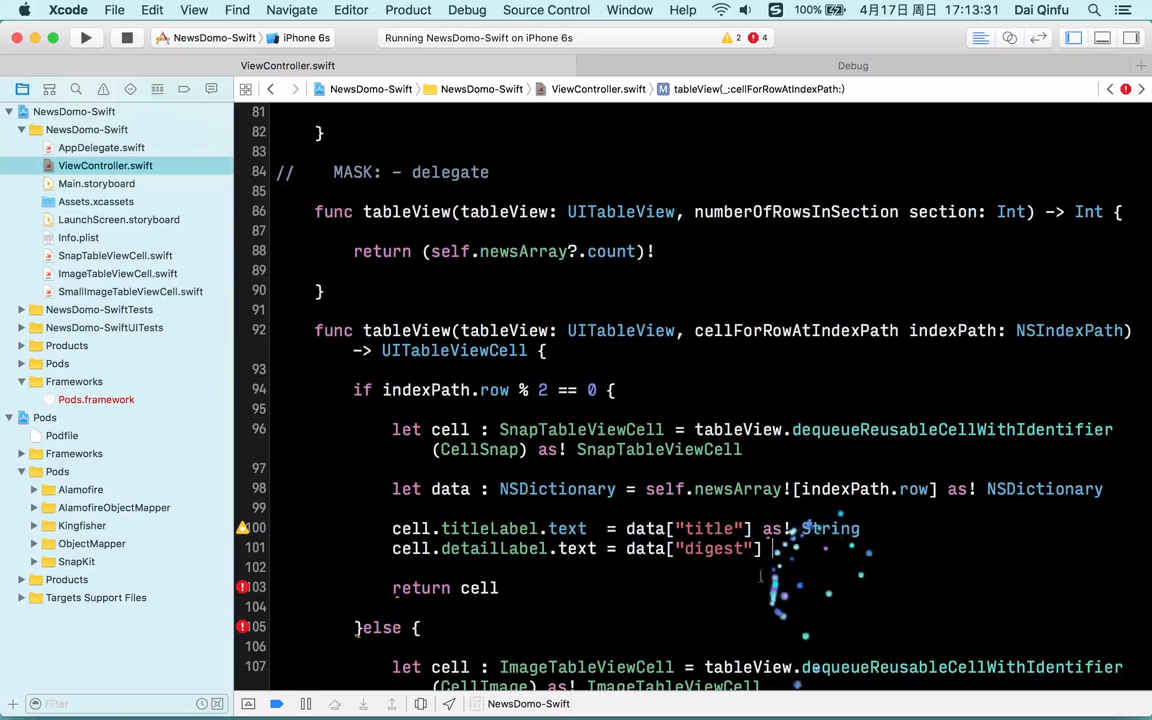 Xcode File Edit View Find Navigate Editor Product Debug Source Control Window Help 100% 4月17日 周日 17:13:31 Dai Qinfu
NewsDomo-Swift iPhone 6s Running NewsDomo-Swift on iPhone 6s 2 4
ViewController.swift Debug
NewsDomo-Swift NewsDomo-Swift ViewController.swift M tableView(_:cellForRowAtIndexPath:)
NewsDomo-Swift
NewsDomo-Swift
AppDelegate.swift
ViewController.swift
Main.storyboard
Assets.xcassets
LaunchScreen.storyboard
Info.plist
SnapTableViewCell.swift
ImageTableViewCell.swift
SmallImageTableViewCell.swift
NewsDomo-SwiftTests
NewsDomo-SwiftUITests
Products
Pods
Frameworks
Pods.framework
Pods
Podfile
Frameworks
Pods
Alamofire
AlamofireObjectMapper
Kingfisher
ObjectMapper
SnapKit
Products
Targets Support Files
Filter
81
82 }
83
84 // MASK: - delegate
85
86 func tableView(tableView: UITableView, numberOfRowsInSection section: Int) -> Int {
87
88 return (self.newsArray?.count)!
89
90 }
91
92 func tableView(tableView: UITableView, cellForRowAtIndexPath indexPath: NSIndexPath)
-> UITableViewCell {
93
94 if indexPath.row % 2 == 0 {
95
96 let cell : SnapTableViewCell = tableView.dequeueReusableCellWithIdentifier
(CellSnap) as! SnapTableViewCell
97
98 let data : NSDictionary = self.newsArray![indexPath.row] as! NSDictionary
99
100 cell.titleLabel.text = data["title"] as! String
101 cell.detailLabel.text = data["digest"]
102
103 return cell
104
105 }else {
106
107 let cell : ImageTableViewCell = tableView.dequeueReusableCellWithIdentifier
(CellImage) as! ImageTableViewCell
NewsDomo-Swift